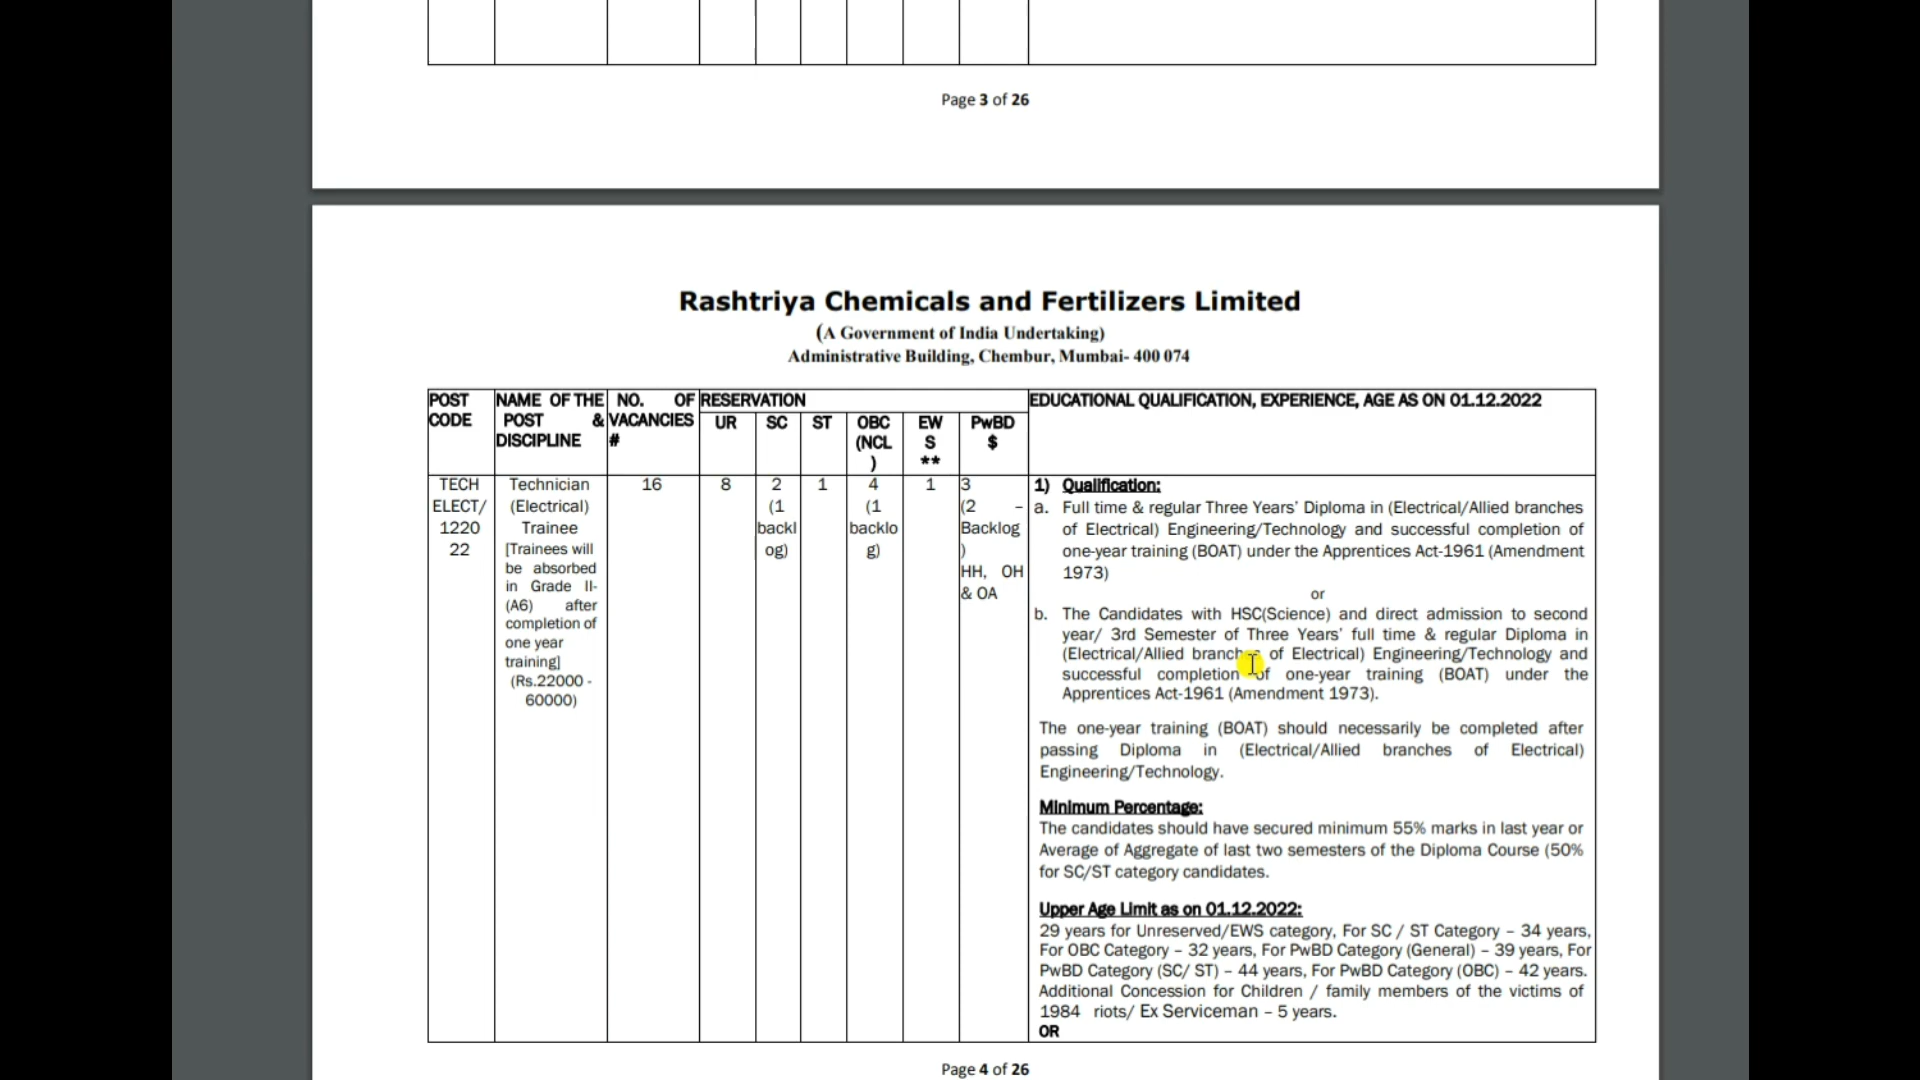 Page 3 of 26
Rashtriya Chemicals and Fertilizers Limited
(A Government of India Undertaking)
Administrative Building, Chembur, Mumbai- 400 074
POST CODE
NAME OF THE POST & DISCIPLINE
NO. OF VACANCIES #
RESERVATION
UR
SC
ST
OBC
(NCL
)
EW
S
**
PwBD
$
EDUCATIONAL QUALIFICATION, EXPERIENCE, AGE AS ON 01.12.2022
TECH
ELECT/
1220
22
Technician
(Electrical)
Trainee
[Trainees will
be absorbed
in Grade II-
(A6) after
completion of
one year
training]
(Rs.22000 -
60000)
16
8
2
(1
backl
og)
1
4
(1
backlo
g)
1
3
(2 –
Backlog
)
HH, OH
& OA
1) Qualification:
a. Full time & regular Three Years' Diploma in (Electrical/Allied branches
of Electrical) Engineering/Technology and successful completion of
one-year training (BOAT) under the Apprentices Act-1961 (Amendment
1973)
or
b. The Candidates with HSC(Science) and direct admission to second
year/ 3rd Semester of Three Years' full time & regular Diploma in
(Electrical/Allied branches of Electrical) Engineering/Technology and
successful completion of one-year training (BOAT) under the
Apprentices Act-1961 (Amendment 1973).
The one-year training (BOAT) should necessarily be completed after
passing Diploma in (Electrical/Allied branches of Electrical)
Engineering/Technology.
Minimum Percentage:
The candidates should have secured minimum 55% marks in last year or
Average of Aggregate of last two semesters of the Diploma Course (50%
for SC/ST category candidates.
Upper Age Limit as on 01.12.2022:
29 years for Unreserved/EWS category, For SC / ST Category – 34 years,
For OBC Category – 32 years, For PwBD Category (General) – 39 years, For
PwBD Category (SC/ ST) – 44 years, For PwBD Category (OBC) – 42 years.
Additional Concession for Children / family members of the victims of
1984 riots/ Ex Serviceman – 5 years.
OR
Page 4 of 26